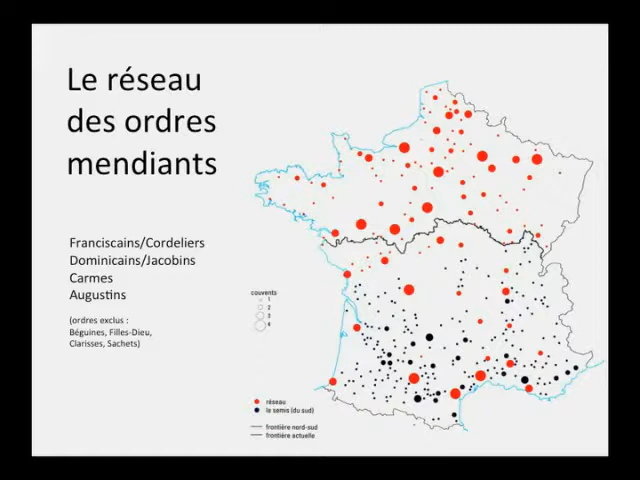 Le réseau
des ordres
mendiants
Franciscains/Cordeliers
Dominicains/Jacobins
Carmes
Augustins
(ordres exclus :
Béguines, Filles-Dieu,
Clarisses, Sachets)
couvents
1
2
3
4
réseau
le semis (du sud)
frontière nord-sud
frontière actuelle